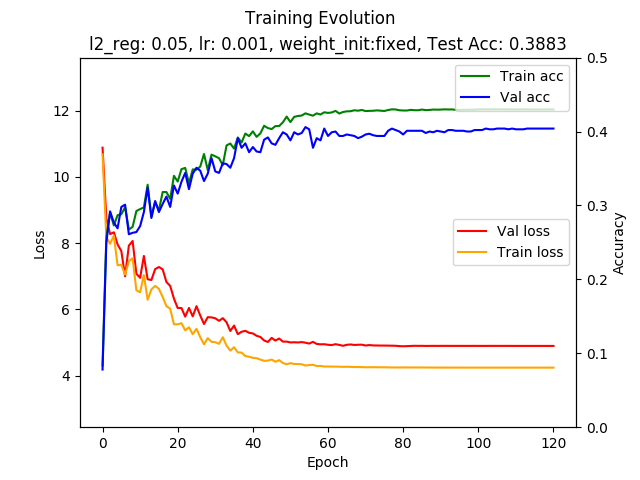 Training Evolution
l2_reg: 0.05, lr: 0.001, weight_init:fixed, Test Acc: 0.3883
Train acc
Val acc
Val loss
Train loss
Loss
12
10
8
6
4
Accuracy
0.5
0.4
0.3
0.2
0.1
0.0
0 20 40 60 80 100 120
Epoch